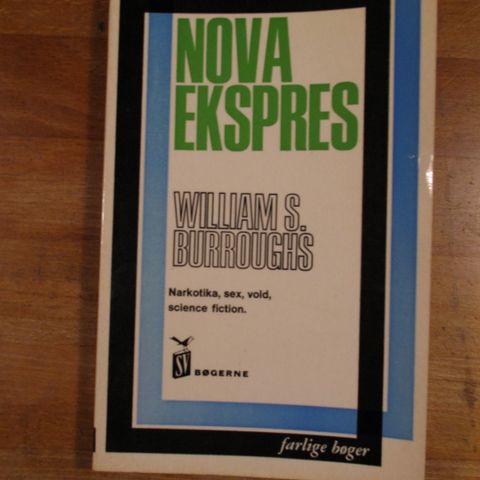 NOVA
EKSPRES
WILLIAM S.
BURROUGHS
Narkotika, sex, vold,
science fiction.
SV
BØGERNE
farlige bøger